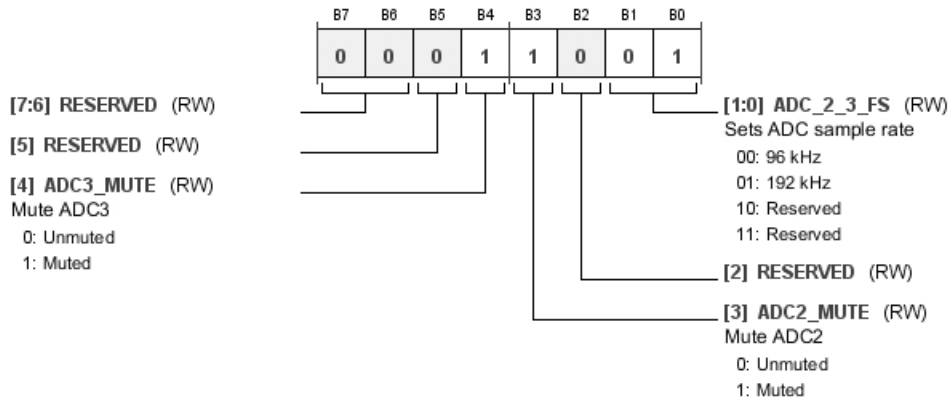 B7 B6 B5 B4 B3 B2 B1 B0
0 0 0 1 1 0 0 1
[7:6] RESERVED (RW)
[5] RESERVED (RW)
[4] ADC3_MUTE (RW)
Mute ADC3
0: Unmuted
1: Muted
[1:0] ADC_2_3_FS (RW)
Sets ADC sample rate
00: 96 kHz
01: 192 kHz
10: Reserved
11: Reserved
[2] RESERVED (RW)
[3] ADC2_MUTE (RW)
Mute ADC2
0: Unmuted
1: Muted